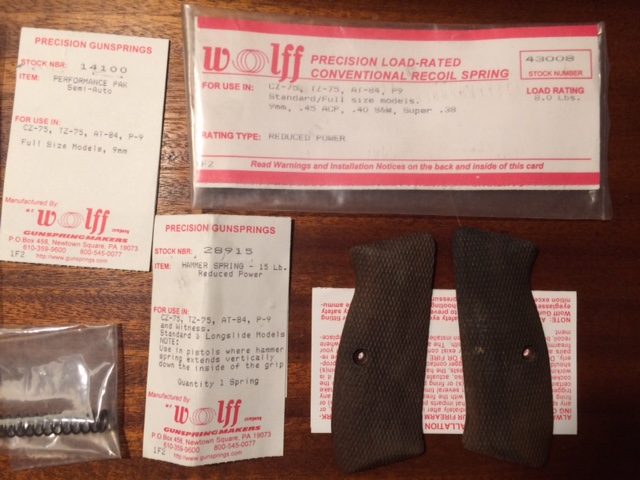 PRECISION GUNSPRINGS
STOCK NBR: 14100
ITEM: PERFORMANCE PAK
Semi-Auto
FOR USE IN:
CZ-75, TZ-75, AT-84, P-9
Full Size Models, 9mm
Manufactured By
W.C. Wolff company
GUNSPRINGMAKERS
P.O.Box 458, Newtown Square, PA 19073
610-359-9600 800-545-0077
1F2 http://www.gunsprings.com
wolff
PRECISION LOAD-RATED
CONVENTIONAL RECOIL SPRING
43008
STOCK NUMBER
FOR USE IN: CZ-75, TZ-75, AT-84, P9
Standard/Full size models.
9mm, .45 ACP, .40 S&W, Super .38
LOAD RATING
8.0 Lbs.
RATING TYPE: REDUCED POWER
1F2 Read Warnings and Installation Notices on the back and inside of this card
PRECISION GUNSPRINGS
STOCK NBR: 28915
ITEM: HAMMER SPRING - 15 Lb.
Reduced Power
FOR USE IN:
CZ-75, TZ-75, AT-84, P-9
and Witness.
Standard & Longslide Models
NOTE:
Use in pistols where hammer
spring extends vertically
down the inside of the grip
Quantity 1 Spring
Manufactured By
W.C. Wolff company
GUNSPRINGMAKERS
P.O.Box 458, Newtown Square, PA 19073
610-359-9600 800-545-0077
1F2 http://www.gunsprings.com